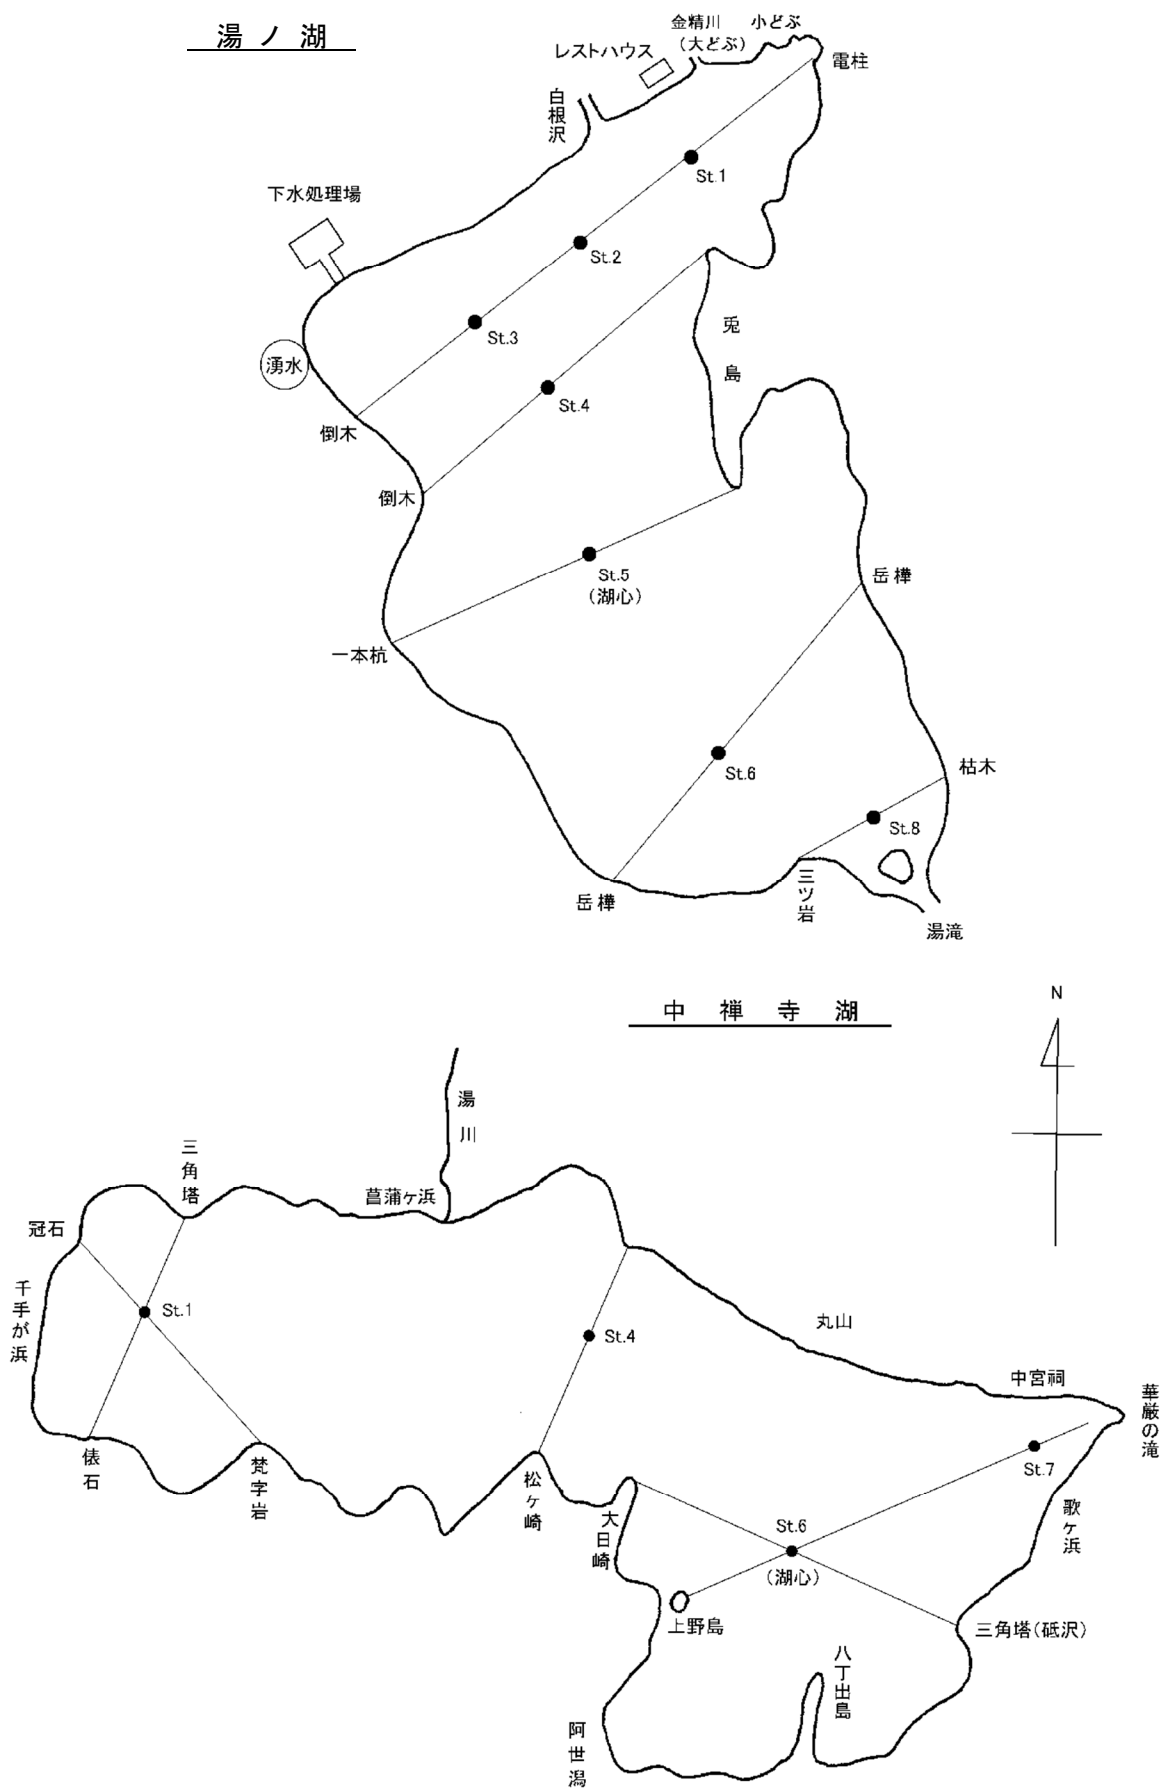 湯ノ湖
金精川
(大どぶ)
小どぶ
レストハウス
電柱
白根沢
St.1
下水処理場
St.2
兎島
St.3
湧水
St.4
倒木
倒木
St.5
(湖心)
岳樺
一本杭
St.6
枯木
St.8
三ツ岩
岳樺
湯滝
中禅寺湖
N
湯川
三角塔
菖蒲ヶ浜
冠石
千手が浜
St.1
St.4
丸山
中宮祠
華厳の滝
俵石
梵字岩
松ヶ崎
大日崎
St.7
歌ヶ浜
St.6
(湖心)
上野島
三角塔(砥沢)
八丁出島
阿世潟